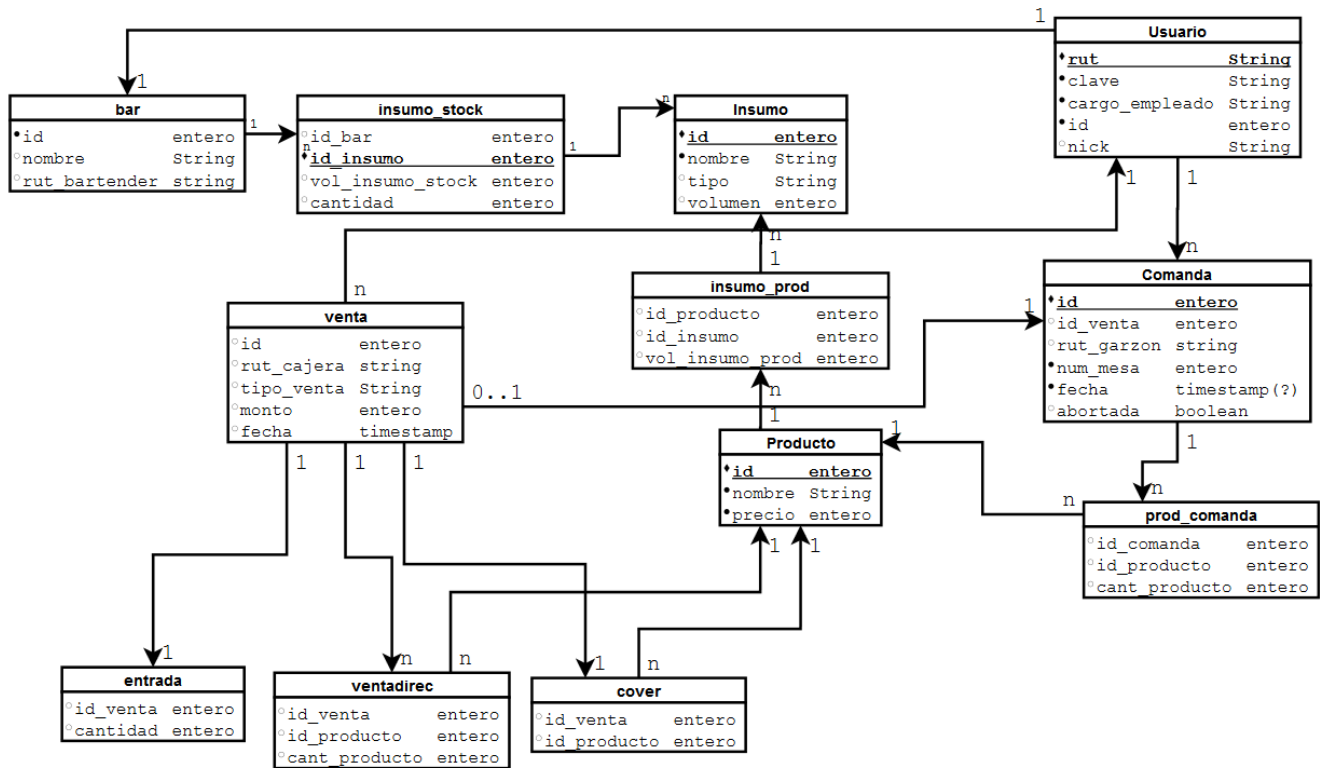 1
Usuario
rut String
clave String
cargo_empleado String
id entero
nick String
1
bar
id entero
nombre String
rut_bartender string
1
n
insumo_stock
id_bar entero
id_insumo entero
vol_insumo_stock entero
cantidad entero
1
n
Insumo
id entero
nombre String
tipo String
volumen entero
1
1
n
n
1
insumo_prod
id_producto entero
id_insumo entero
vol_insumo_prod entero
n
venta
id entero
rut_cajera string
tipo_venta String
monto entero
fecha timestamp
0..1
1
Comanda
id entero
id_venta entero
rut_garzon string
num_mesa entero
fecha timestamp(?)
abortada boolean
n
1
Producto
id entero
nombre String
precio entero
1
1
n
n
prod_comanda
id_comanda entero
id_producto entero
cant_producto entero
1
1
1
1
1
1
entrada
id_venta entero
cantidad entero
n
n
ventadirec
id_venta entero
id_producto entero
cant_producto entero
1
n
cover
id_venta entero
id_producto entero